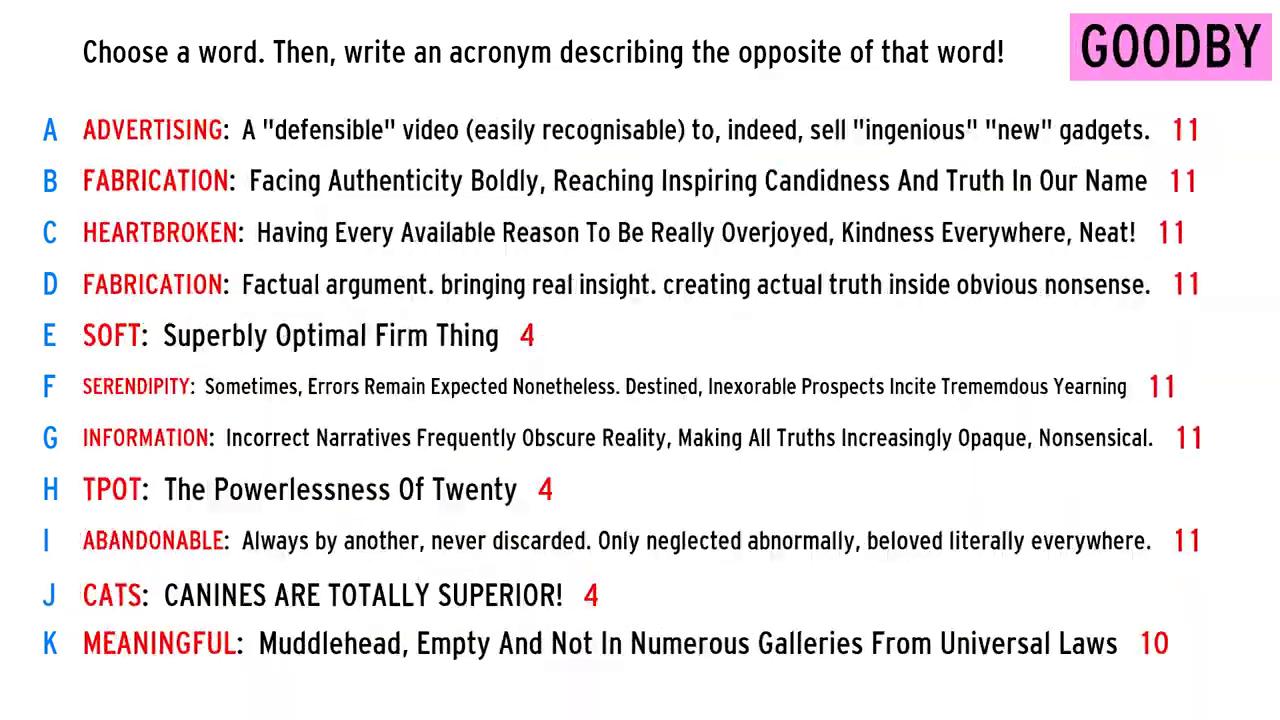 Choose a word. Then, write an acronym describing the opposite of that word!
GOODBY
A ADVERTISING: A "defensible" video (easily recognisable) to, indeed, sell "ingenious" "new" gadgets. 11
B FABRICATION: Facing Authenticity Boldly, Reaching Inspiring Candidness And Truth In Our Name 11
C HEARTBROKEN: Having Every Available Reason To Be Really Overjoyed, Kindness Everywhere, Neat! 11
D FABRICATION: Factual argument. bringing real insight. creating actual truth inside obvious nonsense. 11
E SOFT: Superbly Optimal Firm Thing 4
F SERENDIPITY: Sometimes, Errors Remain Expected Nonetheless. Destined, Inexorable Prospects Incite Trememdous Yearning 11
G INFORMATION: Incorrect Narratives Frequently Obscure Reality, Making All Truths Increasingly Opaque, Nonsensical. 11
H TPOT: The Powerlessness Of Twenty 4
I ABANDONABLE: Always by another, never discarded. Only neglected abnormally, beloved literally everywhere. 11
J CATS: CANINES ARE TOTALLY SUPERIOR! 4
K MEANINGFUL: Muddlehead, Empty And Not In Numerous Galleries From Universal Laws 10